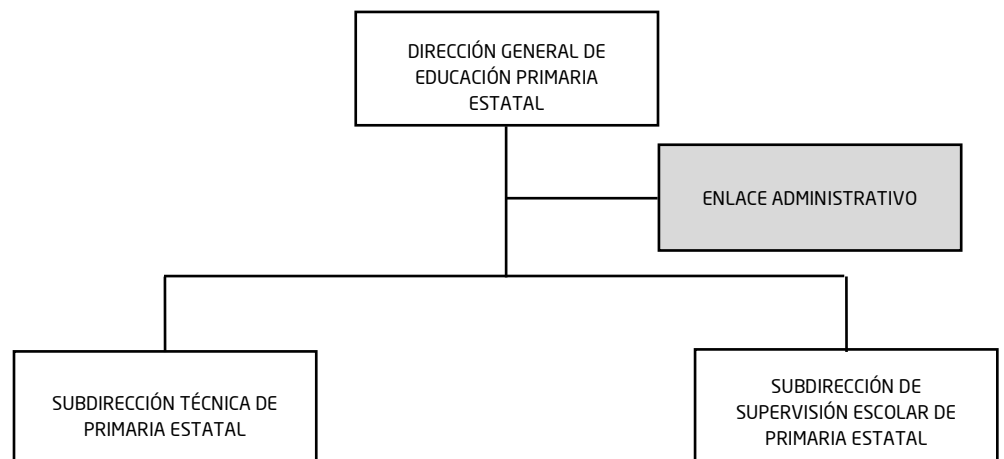 DIRECCIÓN GENERAL DE
EDUCACIÓN PRIMARIA
ESTATAL
ENLACE ADMINISTRATIVO
SUBDIRECCIÓN TÉCNICA DE
PRIMARIA ESTATAL
SUBDIRECCIÓN DE
SUPERVISIÓN ESCOLAR DE
PRIMARIA ESTATAL